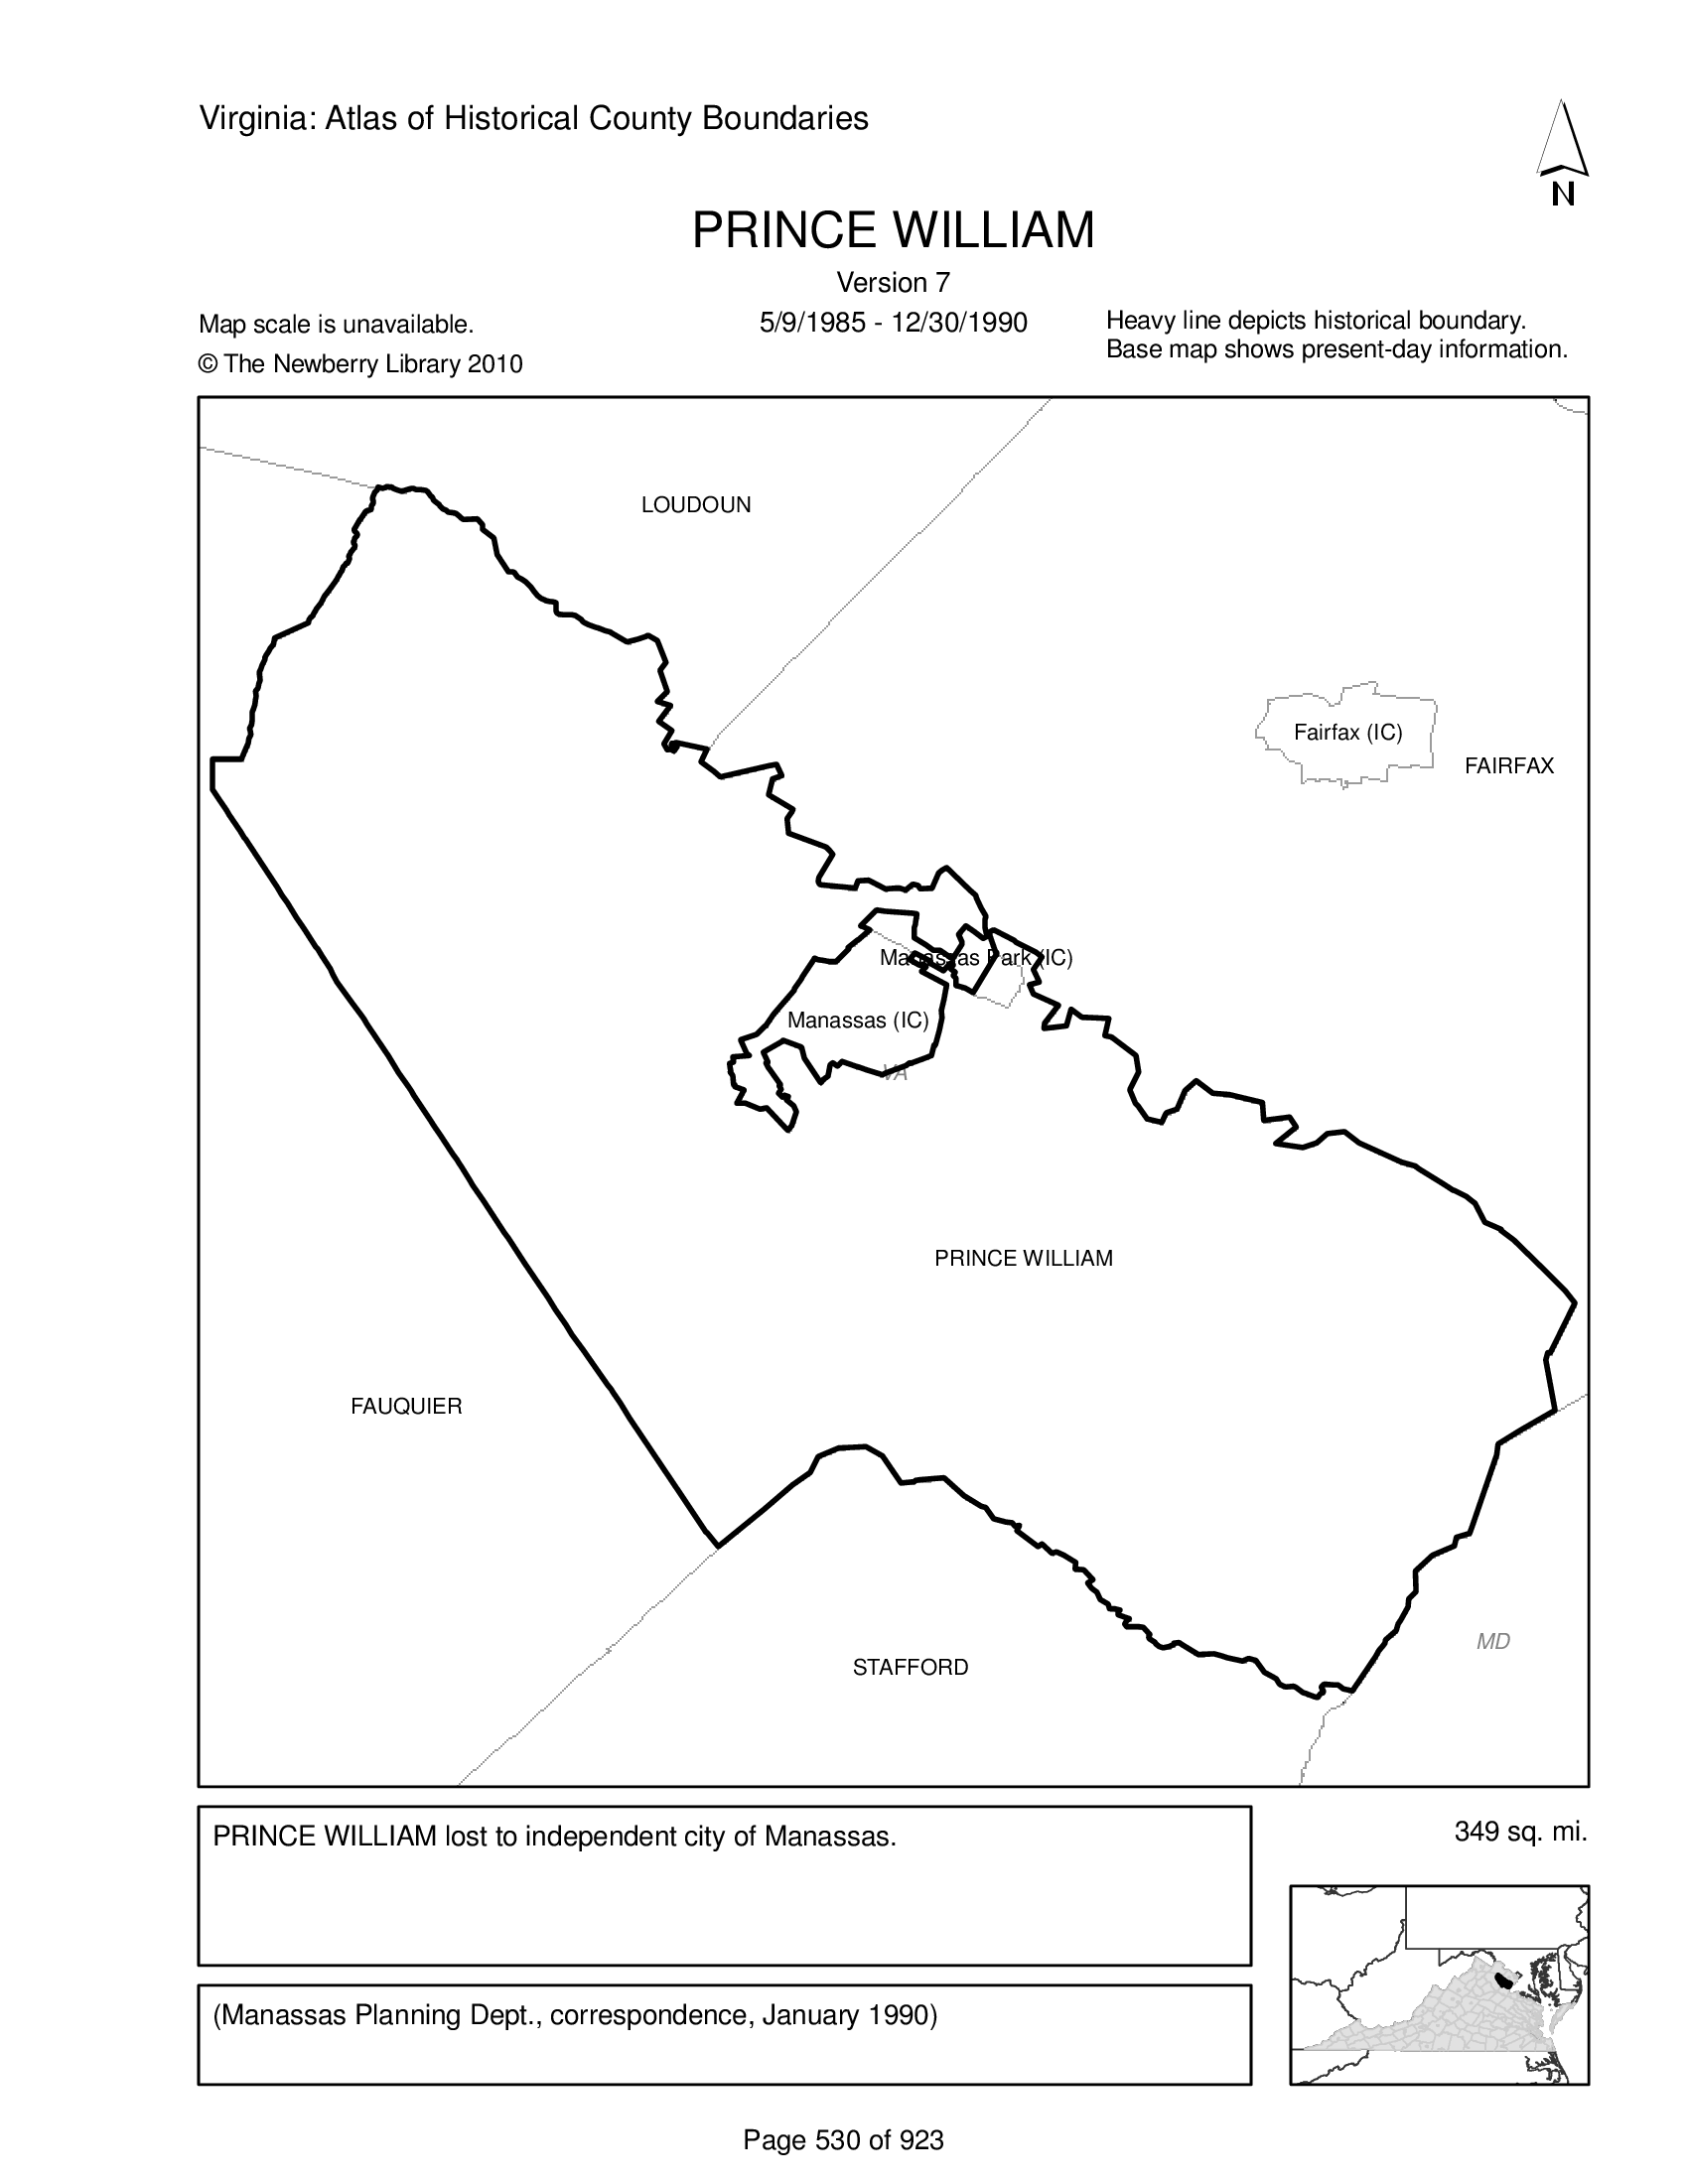 Virginia: Atlas of Historical County Boundaries
N
PRINCE WILLIAM
Version 7
5/9/1985 - 12/30/1990
Map scale is unavailable.
© The Newberry Library 2010
Heavy line depicts historical boundary.
Base map shows present-day information.
LOUDOUN
Fairfax (IC)
FAIRFAX
Manassas Park (IC)
Manassas (IC)
VA
PRINCE WILLIAM
FAUQUIER
MD
STAFFORD
PRINCE WILLIAM lost to independent city of Manassas.
349 sq. mi.
(Manassas Planning Dept., correspondence, January 1990)
Page 530 of 923